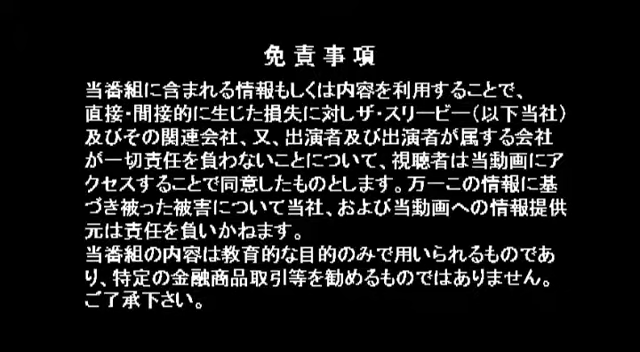 免責事項
当番組に含まれる情報もしくは内容を利用することで、
直接・間接的に生じた損失に対しザ・スリービー（以下当社）
及びその関連会社、又、出演者及び出演者が属する会社
が一切責任を負わないことについて、視聴者は当動画にア
クセスすることで同意したものとします。万一この情報に基
づき被った被害について当社、および当動画への情報提供
元は責任を負いかねます。
当番組の内容は教育的な目的のみで用いられるものであ
り、特定の金融商品取引等を勧めるものではありません。
ご了承下さい。